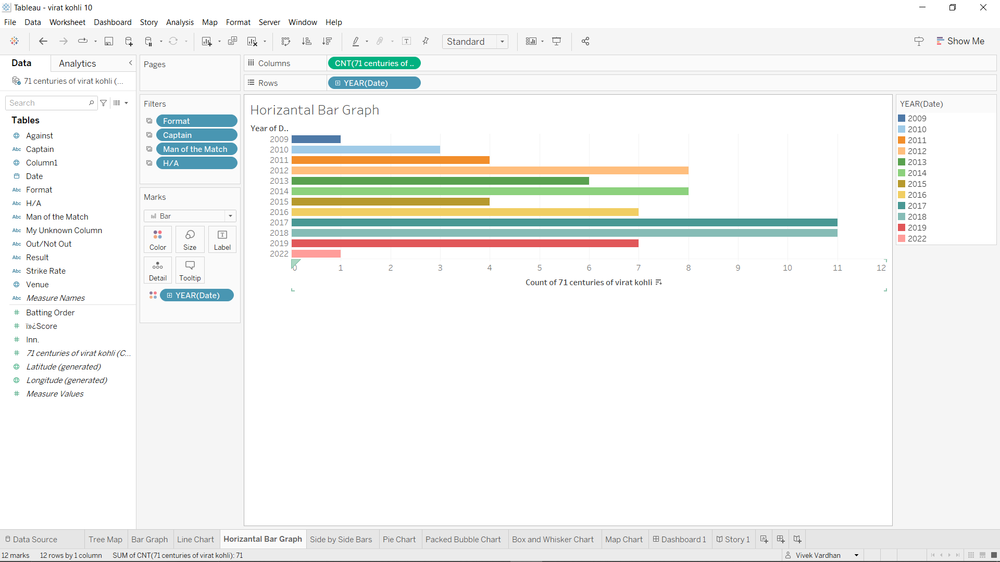 Tableau - virat kohli 10
File Data Worksheet Dashboard Story Analysis Map Format Server Window Help
Standard
Show Me
Data Analytics
71 centuries of virat kohli (...
Search
Tables
Against
Abc Captain
Column1
Date
Abc Format
Abc H/A
Abc Man of the Match
Abc My Unknown Column
Abc Out/Not Out
Abc Result
Abc Strike Rate
Venue
Abc Measure Names
# Batting Order
# ï»¿Score
# Inn.
# 71 centuries of virat kohli (C...
Latitude (generated)
Longitude (generated)
# Measure Values
Pages
Filters
Format
Captain
Man of the Match
H/A
Marks
Bar
Color Size Label
Detail Tooltip
YEAR(Date)
Columns CNT(71 centuries of ..
Rows YEAR(Date)
Horizantal Bar Graph
Year of D..
2009
2010
2011
2012
2013
2014
2015
2016
2017
2018
2019
2022
0 1 2 3 4 5 6 7 8 9 10 11 12
Count of 71 centuries of virat kohli
YEAR(Date)
2009
2010
2011
2012
2013
2014
2015
2016
2017
2018
2019
2022
Data Source Tree Map Bar Graph Line Chart Horizantal Bar Graph Side by Side Bars Pie Chart Packed Bubble Chart Box and Whisker Chart Map Chart Dashboard 1 Story 1
12 marks 12 rows by 1 column SUM of CNT(71 centuries of virat kohli): 71 Vivek Vardhan